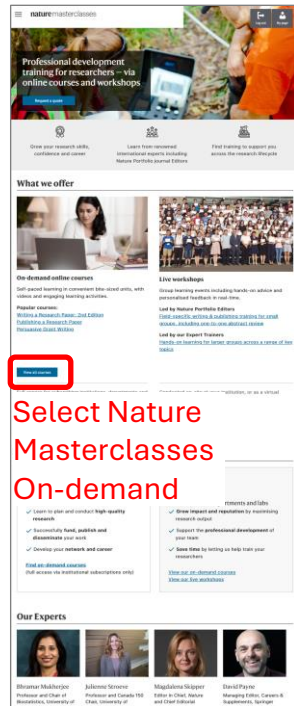 naturemasterclasses
Log out
Account
Professional development
training for researchers – via
online courses and workshops
Request a quote
Grow your research skills,
confidence and career
Learn from renowned
international experts including
Nature Portfolio journal Editors
Find training to support you
across the research lifecycle
What we offer
On-demand online courses
Self-paced learning in convenient bite-sized units, with
videos and engaging learning activities.
Popular courses:
Writing a Research Paper: 2nd Edition
Publishing a Research Paper
Persuasive Grant Writing
Live workshops
Group learning events including hands-on advice and
personalised feedback in real-time.
Led by Nature Portfolio Editors
Field-specific writing & publishing training for small
groups, including one-to-one abstract review
Led by our Expert Trainers
Hands-on learning for larger groups across a range of key
topics
View all courses
Select Nature
Masterclasses
On-demand
institution, or as a virtual
Learn to plan and conduct high-quality
research
Successfully fund, publish and
disseminate your work
Develop your network and career
Find on-demand courses
(full access via institutional subscriptions only)
rtments and labs
Grow impact and reputation by maximising
research output
Support the professional development of
your team
Save time by letting us help train your
researchers
View our on-demand courses
View our live workshops
Our Experts
Bhramar Mukherjee
Professor and Chair of
Biostatistics, University of
Julienne Stroeve
Professor and Canada 150
Chair, University of
Magdalena Skipper
Editor in Chief, Nature
and Chief Editorial
David Payne
Managing Editor, Careers &
Supplements, Springer